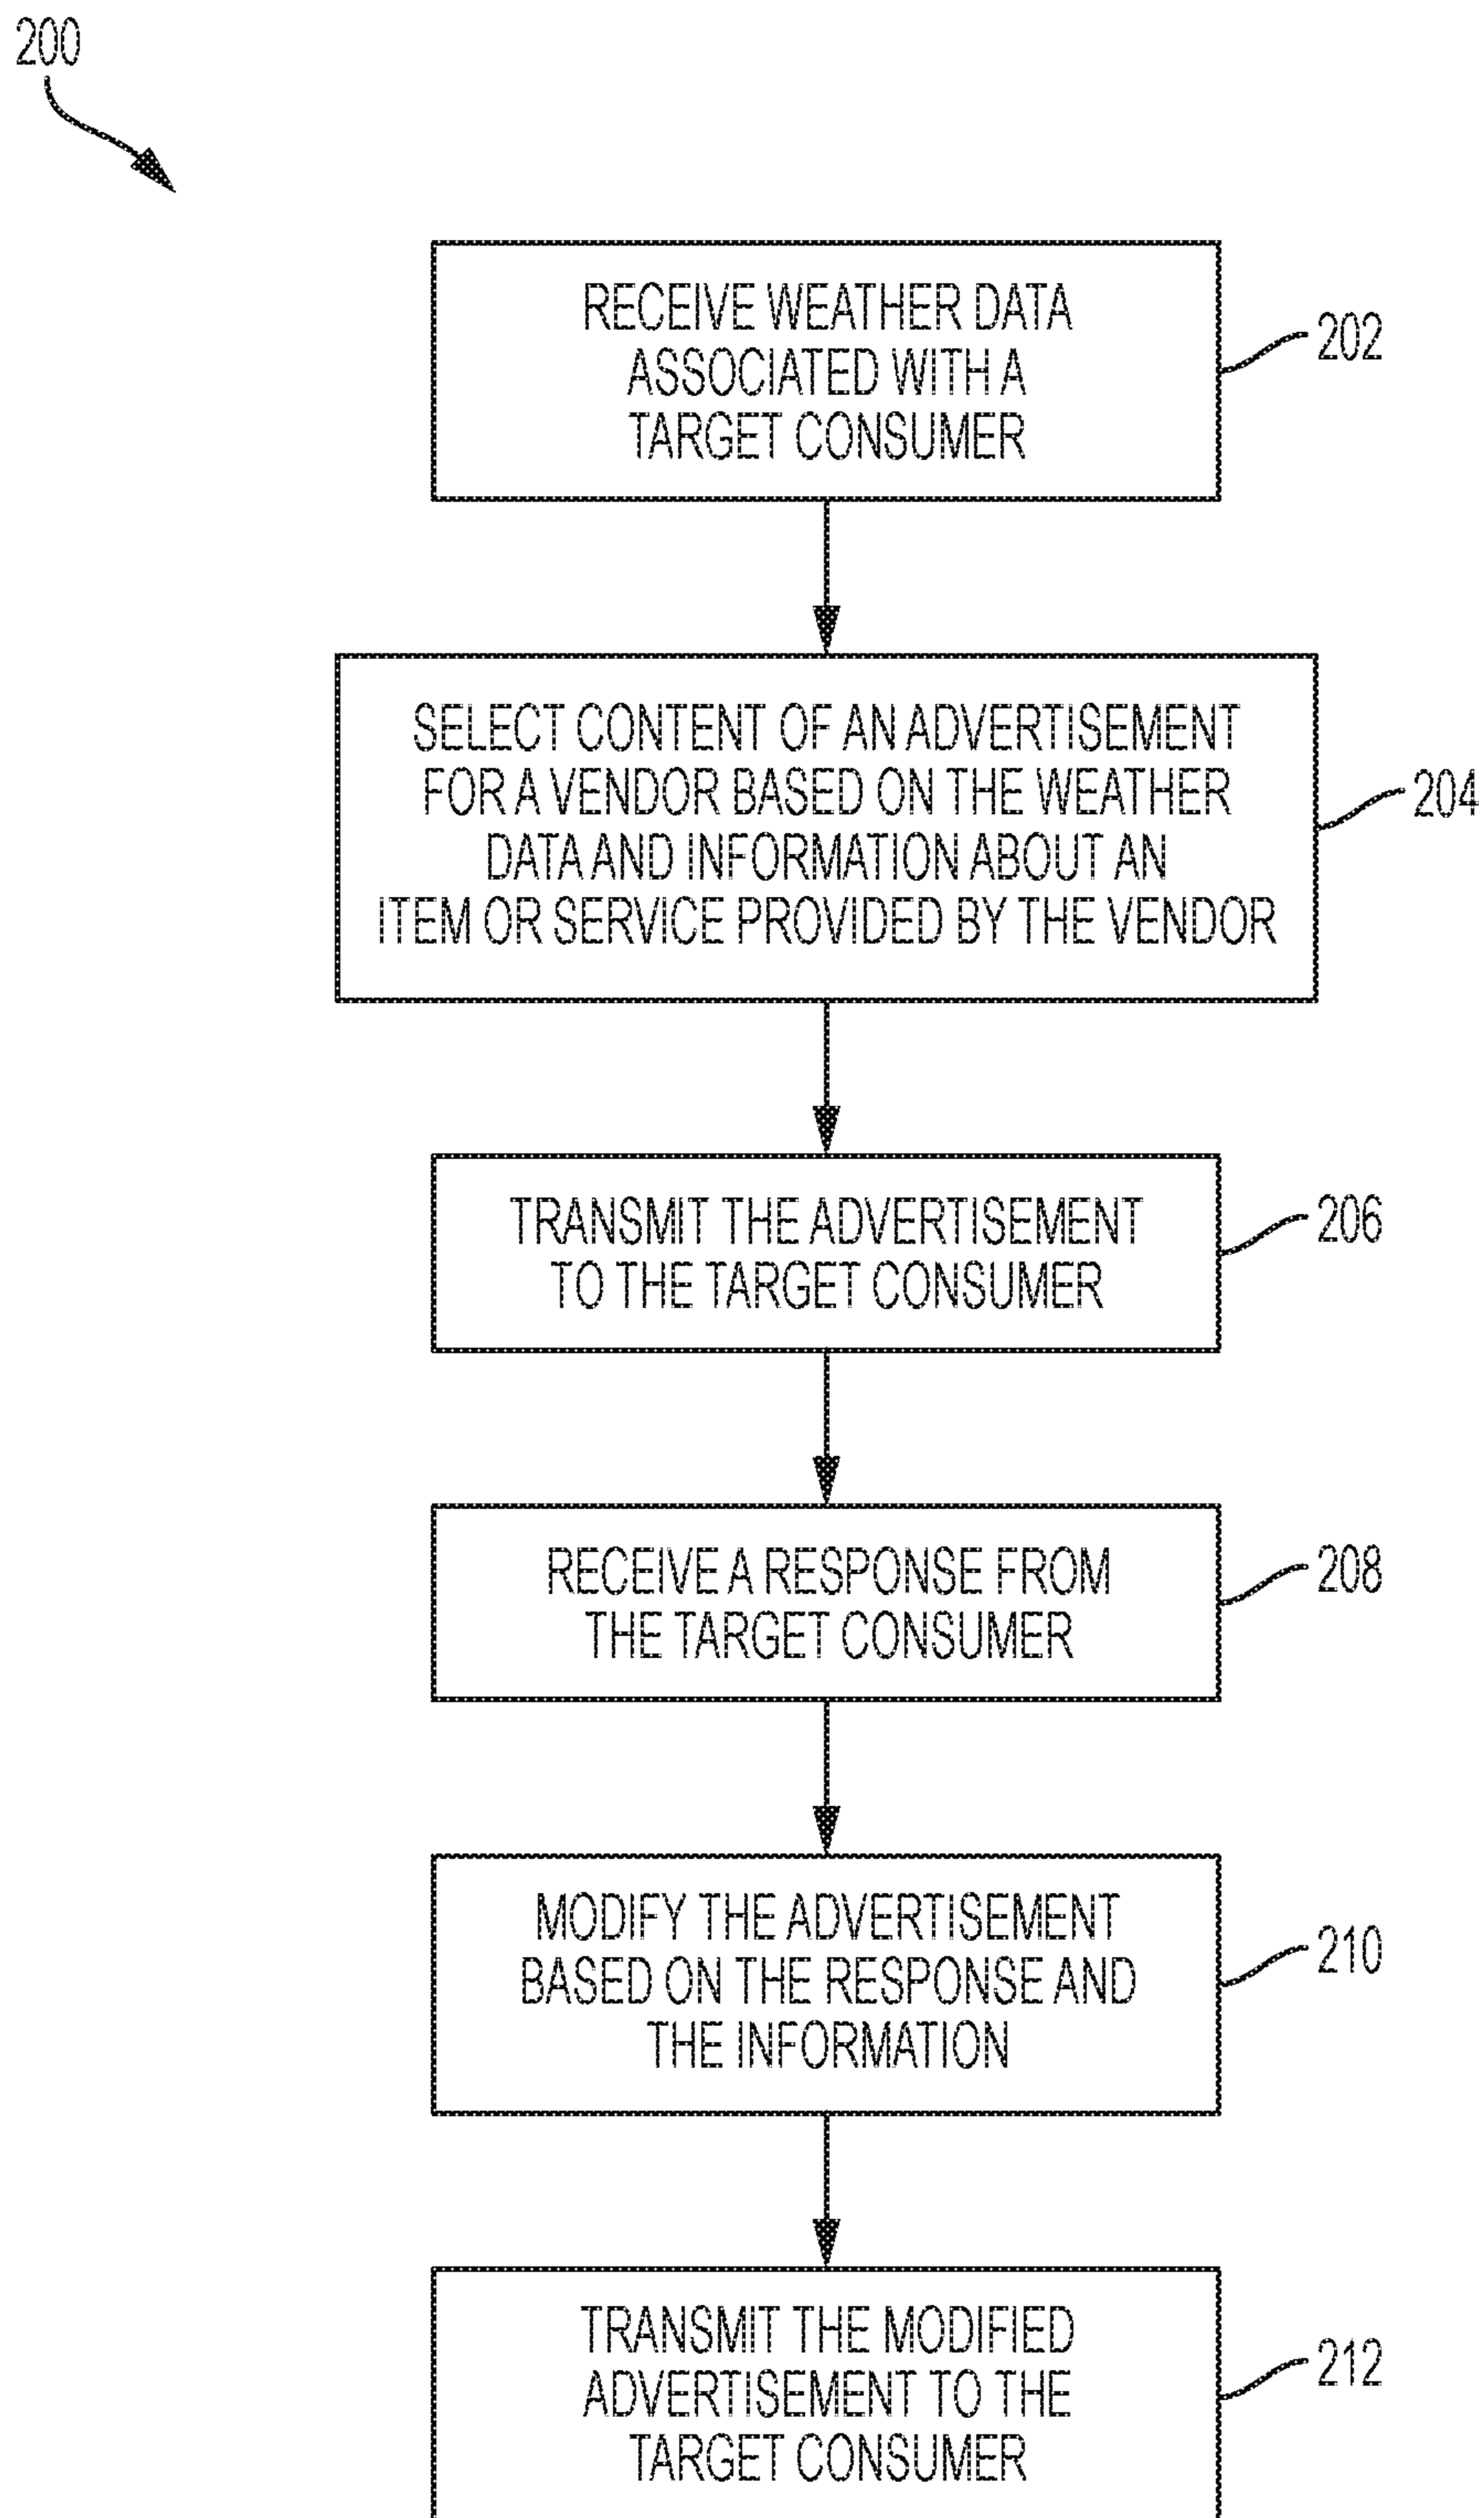 200
RECEIVE WEATHER DATA
ASSOCIATED WITH A
TARGET CONSUMER
202
SELECT CONTENT OF AN ADVERTISEMENT
FOR A VENDOR BASED ON THE WEATHER
DATA AND INFORMATION ABOUT AN
ITEM OR SERVICE PROVIDED BY THE VENDOR
204
TRANSMIT THE ADVERTISEMENT
TO THE TARGET CONSUMER
206
RECEIVE A RESPONSE FROM
THE TARGET CONSUMER
208
MODIFY THE ADVERTISEMENT
BASED ON THE RESPONSE AND
THE INFORMATION
210
TRANSMIT THE MODIFIED
ADVERTISEMENT TO THE
TARGET CONSUMER
212